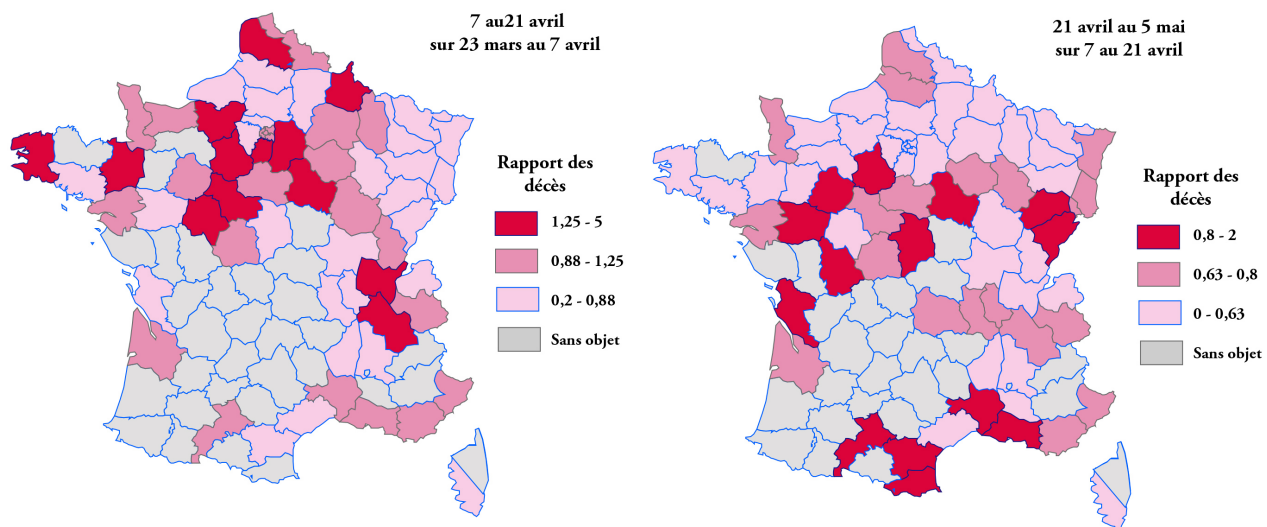 7 au21 avril
sur 23 mars au 7 avril
Rapport des
décès
1,25 - 5
0,88 - 1,25
0,2 - 0,88
Sans objet
21 avril au 5 mai
sur 7 au 21 avril
Rapport des
décès
0,8 - 2
0,63 - 0,8
0 - 0,63
Sans objet